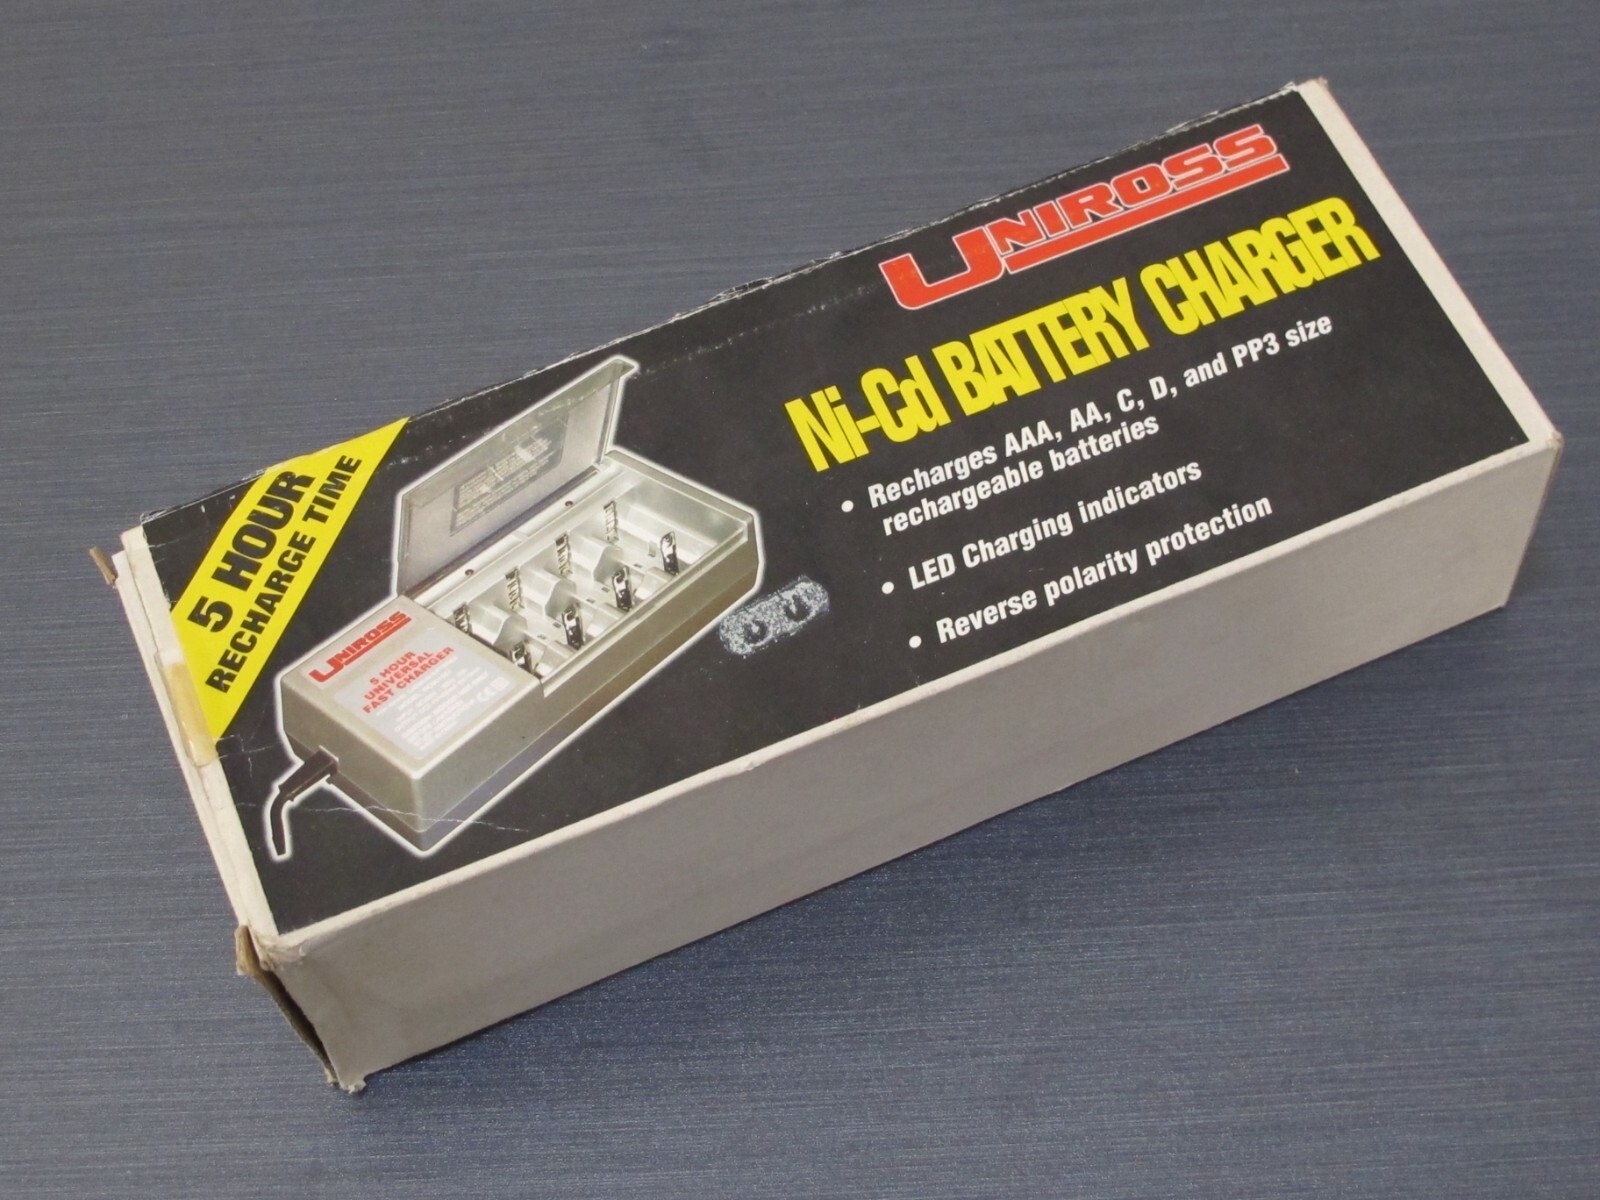 UNIROSS
Ni-Cd BATTERY CHARGER
• Recharges AAA, AA, C, D, and PP3 size
rechargeable batteries
• LED Charging indicators
• Reverse polarity protection
5 HOUR
RECHARGE TIME
UNIROSS
5 HOUR
UNIVERSAL
FAST CHARGER